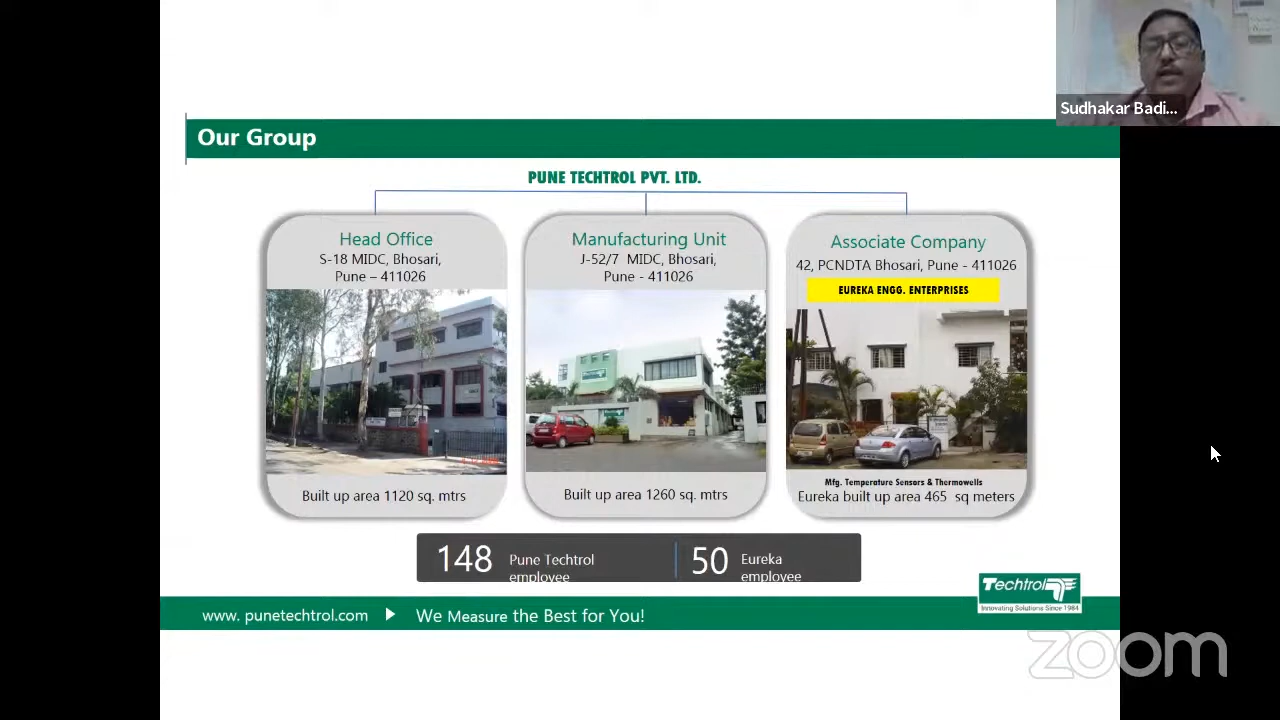 Sudhakar Badi...
Our Group
PUNE TECHTROL PVT. LTD.
Head Office
S-18 MIDC, Bhosari,
Pune – 411026
Built up area 1120 sq. mtrs
Manufacturing Unit
J-52/7 MIDC, Bhosari,
Pune - 411026
Built up area 1260 sq. mtrs
Associate Company
42, PCNDTA Bhosari, Pune - 411026
EUREKA ENGG. ENTERPRISES
Mfg. Temperature Sensors & Thermowells
Eureka built up area 465 sq meters
148 Pune Techtrol
employee
50 Eureka
employee
Techtrol
Innovating Solutions Since 1984
www. punetechtrol.com
We Measure the Best for You!
zoom